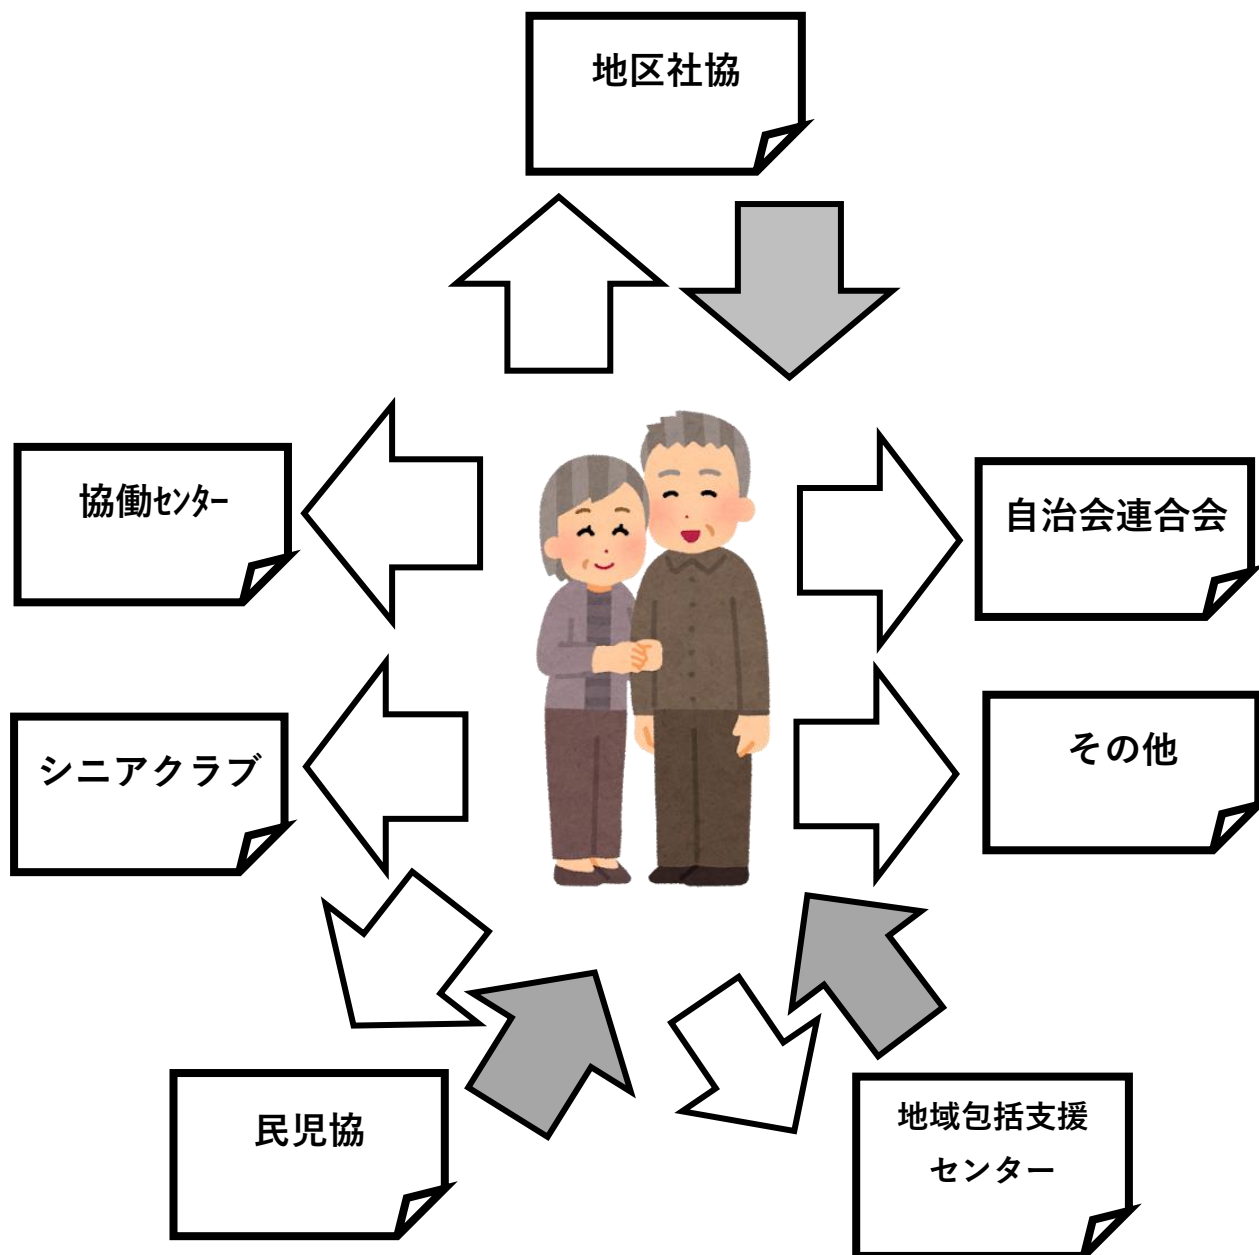 地区社協
協働ｾﾝﾀｰ
自治会連合会
シニアクラブ
その他
民児協
地域包括支援
センター